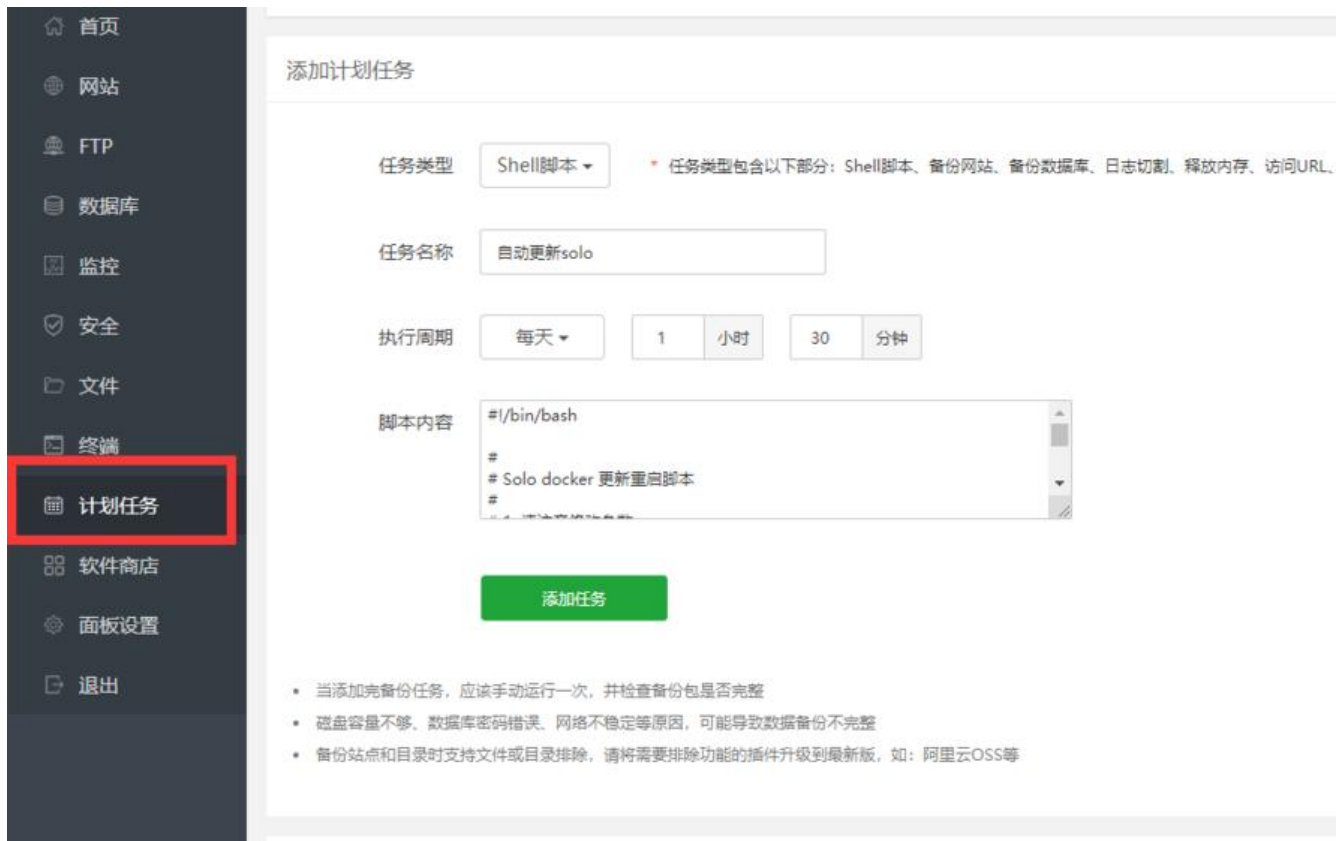 首页
网站
FTP
数据库
监控
安全
文件
终端
计划任务
软件商店
面板设置
退出
添加计划任务
任务类型 Shell脚本 * 任务类型包含以下部分：Shell脚本、备份网站、备份数据库、日志切割、释放内存、访问URL、
任务名称 自动更新solo
执行周期 每天 1 小时 30 分钟
脚本内容 #!/bin/bash
#
# Solo docker 更新重启脚本
#
添加任务
• 当添加完备份任务，应该手动运行一次，并检查备份包是否完整
• 磁盘容量不够、数据库密码错误、网络不稳定等原因，可能导致数据备份不完整
• 备份站点和目录时支持文件或目录排除，请将需要排除功能的插件升级到最新版，如：阿里云OSS等